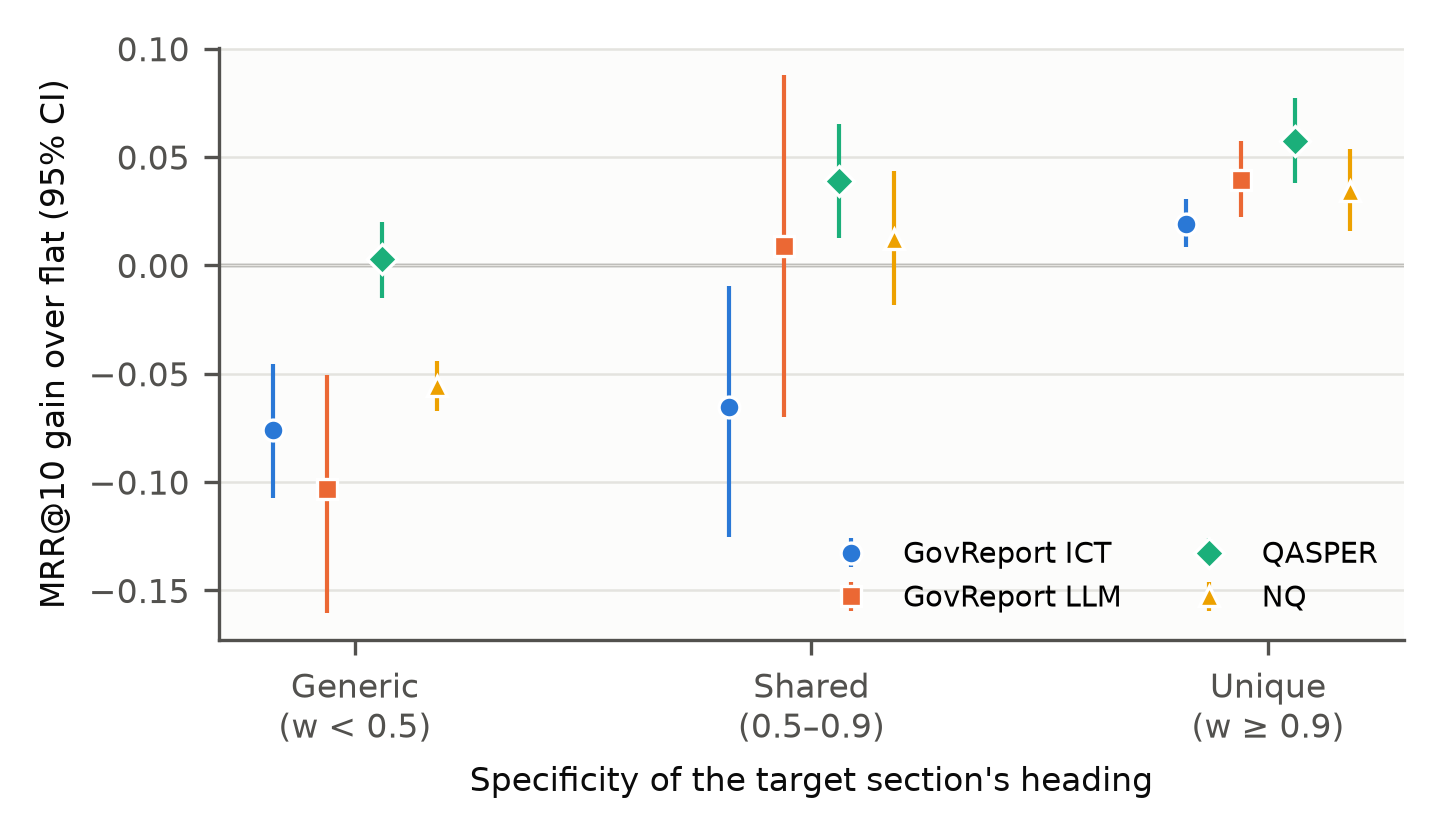 MRR@10 gain over flat (95% CI)
0.10
0.05
0.00
−0.05
−0.10
−0.15
GovReport ICT
GovReport LLM
QASPER
NQ
Generic
(w < 0.5)
Shared
(0.5–0.9)
Unique
(w ≥ 0.9)
Specificity of the target section's heading